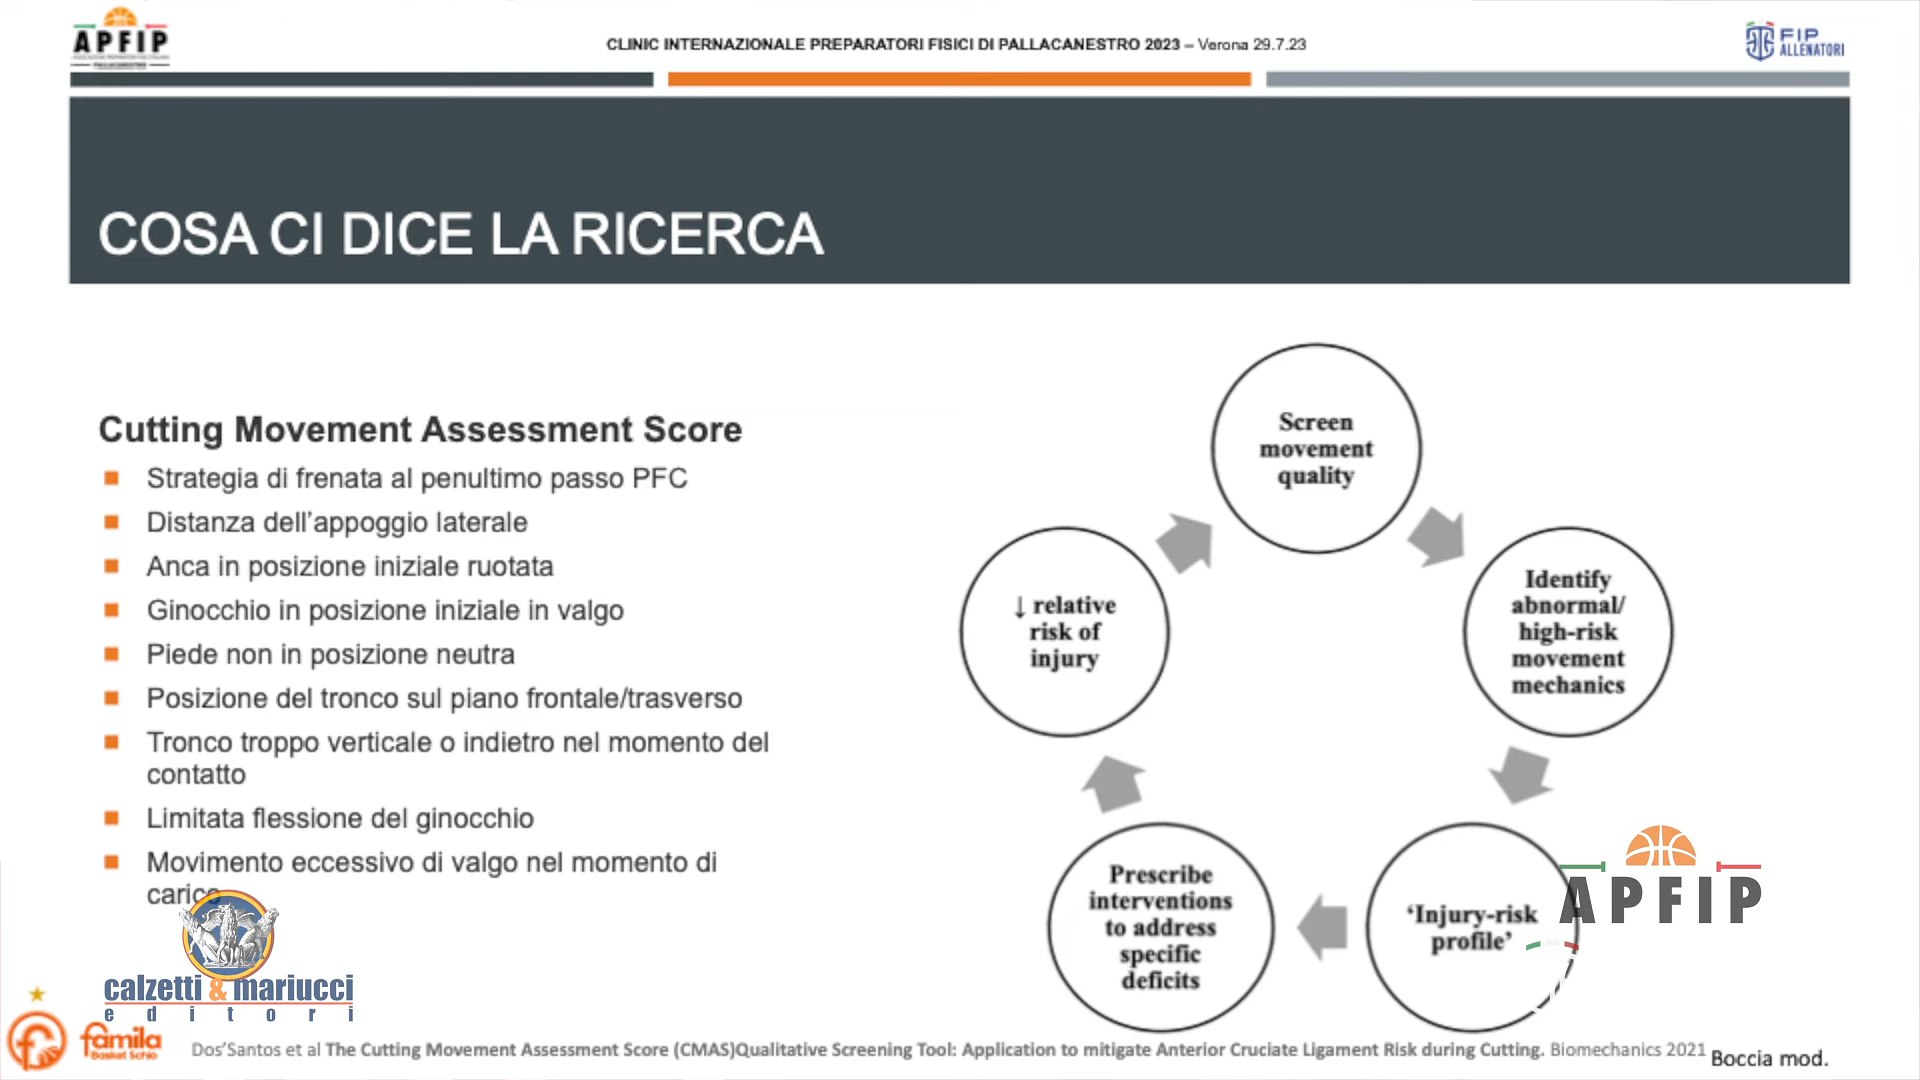 APFIP
CLINIC INTERNAZIONALE PREPARATORI FISICI DI PALLACANESTRO 2023 – Verona 29.7.23
FIP
ALLENATORI
COSA CI DICE LA RICERCA
Cutting Movement Assessment Score
Strategia di frenata al penultimo passo PFC
Distanza dell’appoggio laterale
Anca in posizione iniziale ruotata
Ginocchio in posizione iniziale in valgo
Piede non in posizione neutra
Posizione del tronco sul piano frontale/trasverso
Tronco troppo verticale o indietro nel momento del
contatto
Limitata flessione del ginocchio
Movimento eccessivo di valgo nel momento di
carico
Screen
movement
quality
Identify
abnormal/
high-risk
movement
mechanics
‘Injury-risk
profile’
Prescribe
interventions
to address
specific
deficits
↓ relative
risk of
injury
APFIP
calzetti & mariucci
editori
famila
Basket Schio
Dos’Santos et al The Cutting Movement Assessment Score (CMAS)Qualitative Screening Tool: Application to mitigate Anterior Cruciate Ligament Risk during Cutting. Biomechanics 2021
Boccia mod.